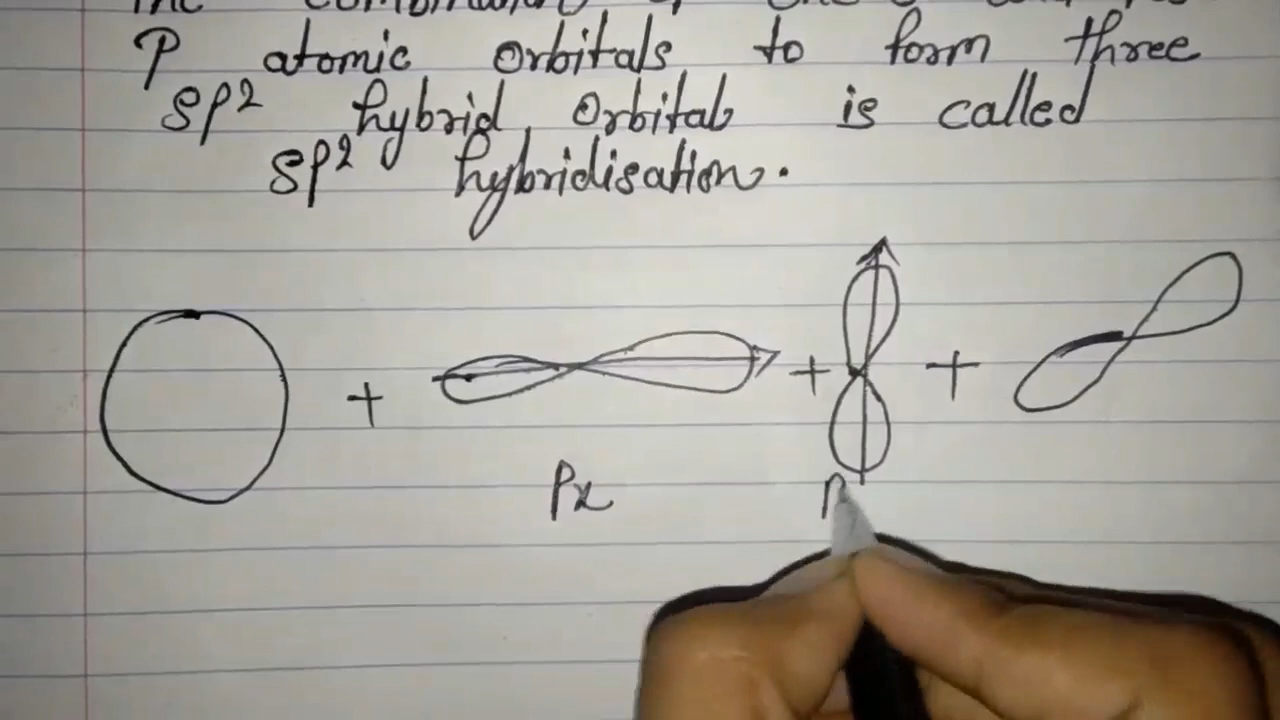 P atomic orbitals to form three
SP2 hybrid orbitals is called
SP2 hybridisation.
+ + +
Px P